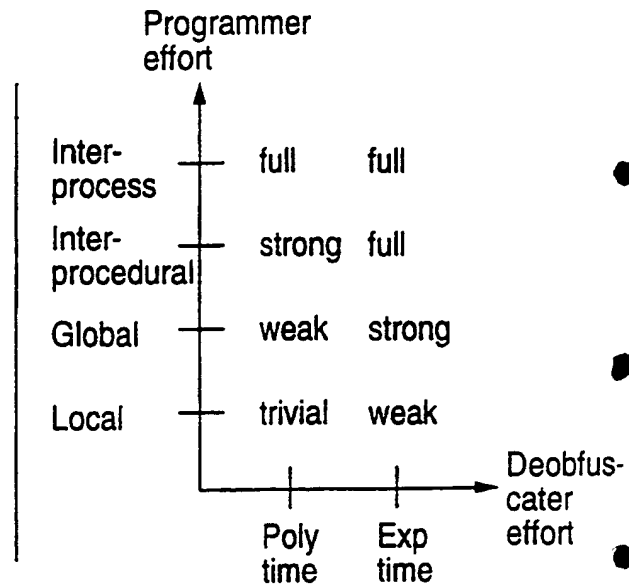 Programmer
effort
Inter-
process
full full
Inter-
procedural
strong full
Global
weak strong
Local
trivial weak
Deobfus-
cater
effort
Poly
time
Exp
time